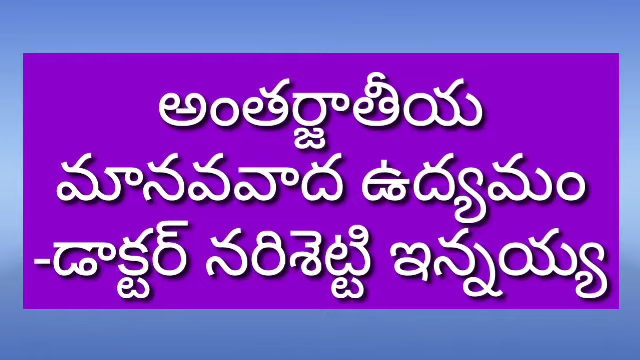 అంతర్జాతీయ
మానవవాద ఉద్యమం
-డాక్టర్ నరిశెట్టి ఇన్నయ్య